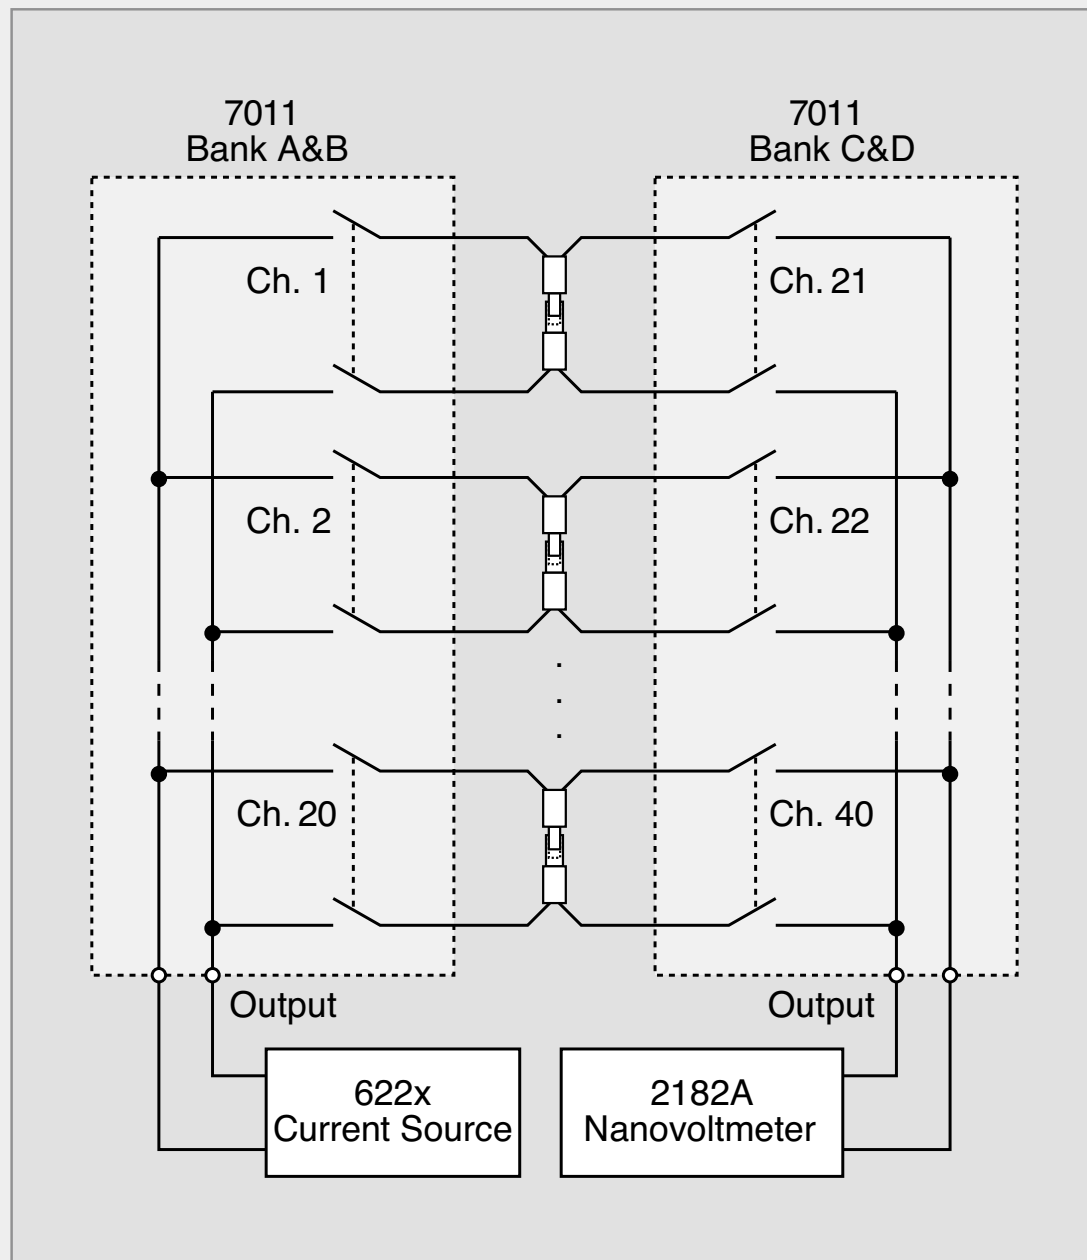 7011
Bank A&B
7011
Bank C&D
Ch. 1
Ch. 21
Ch. 2
Ch. 22
Ch. 20
Ch. 40
Output
Output
622x
Current Source
2182A
Nanovoltmeter